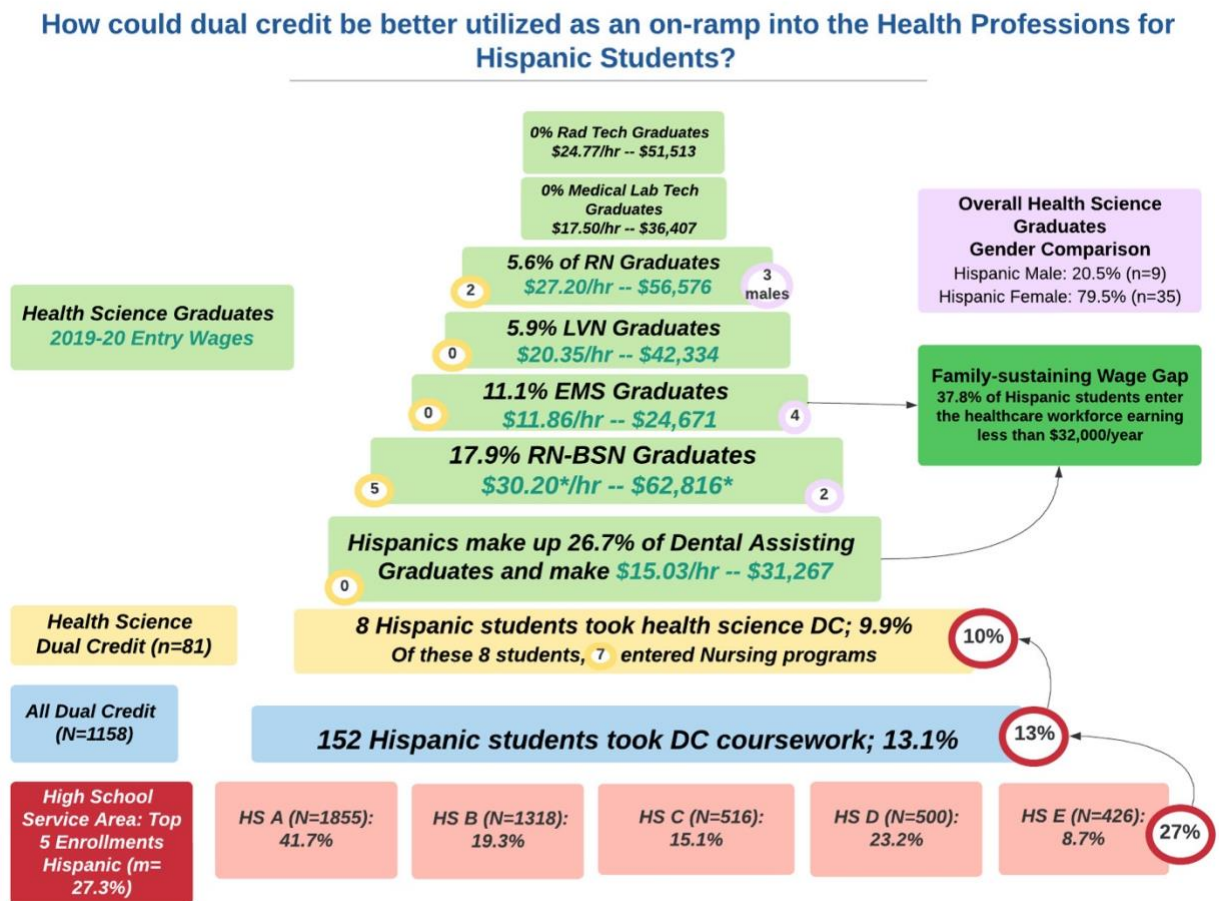 How could dual credit be better utilized as an on-ramp into the Health Professions for
Hispanic Students?
0% Rad Tech Graduates
$24.77/hr -- $51,513
0% Medical Lab Tech
Graduates
$17.50/hr -- $36,407
5.6% of RN Graduates
$27.20/hr -- $56,576
2
3
males
5.9% LVN Graduates
$20.35/hr -- $42,334
0
11.1% EMS Graduates
$11.86/hr -- $24,671
0
4
17.9% RN-BSN Graduates
$30.20*/hr -- $62,816*
5
2
Hispanics make up 26.7% of Dental Assisting
Graduates and make $15.03/hr -- $31,267
0
Health Science Graduates
2019-20 Entry Wages
Overall Health Science
Graduates
Gender Comparison
Hispanic Male: 20.5% (n=9)
Hispanic Female: 79.5% (n=35)
Family-sustaining Wage Gap
37.8% of Hispanic students enter
the healthcare workforce earning
less than $32,000/year
Health Science
Dual Credit (n=81)
8 Hispanic students took health science DC; 9.9%
Of these 8 students, 7 entered Nursing programs
10%
All Dual Credit
(N=1158)
152 Hispanic students took DC coursework; 13.1%
13%
High School
Service Area: Top
5 Enrollments
Hispanic (m=
27.3%)
HS A (N=1855):
41.7%
HS B (N=1318):
19.3%
HS C (N=516):
15.1%
HS D (N=500):
23.2%
HS E (N=426):
8.7%
27%